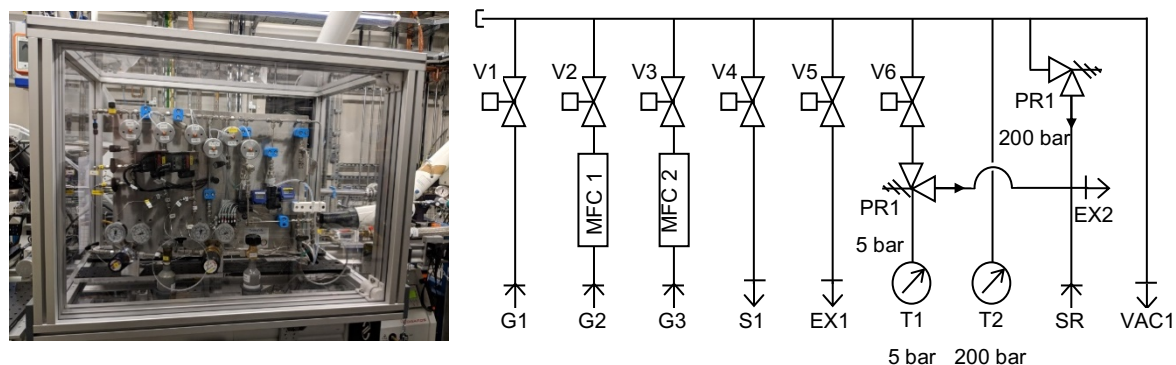 V1 V2 V3 V4 V5 V6
PR1
200 bar
MFC 1 MFC 2
PR1
EX2
5 bar
G1 G2 G3 S1 EX1 T1 T2 SR VAC1
5 bar 200 bar